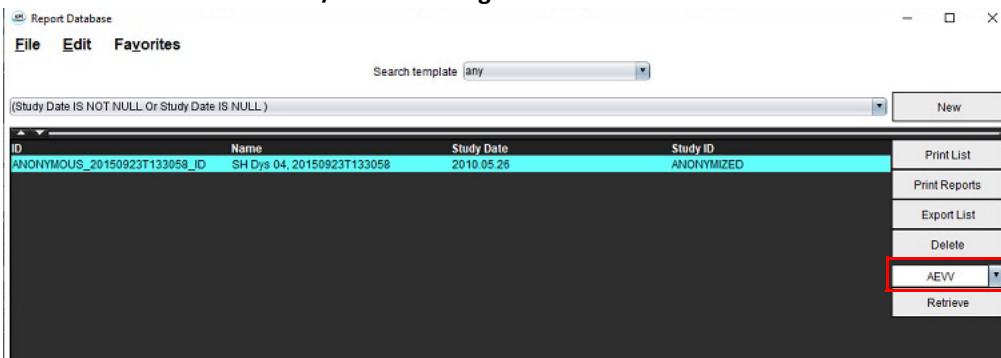 SH Report Database
File Edit Favorites
Search template any
(Study Date IS NOT NULL Or Study Date IS NULL )
New
ID Name Study Date Study ID
ANONYMOUS_20150923T133058_ID SH Dys 04, 20150923T133058 2010.05.26 ANONYMIZED
Print List
Print Reports
Export List
Delete
AEVV
Retrieve